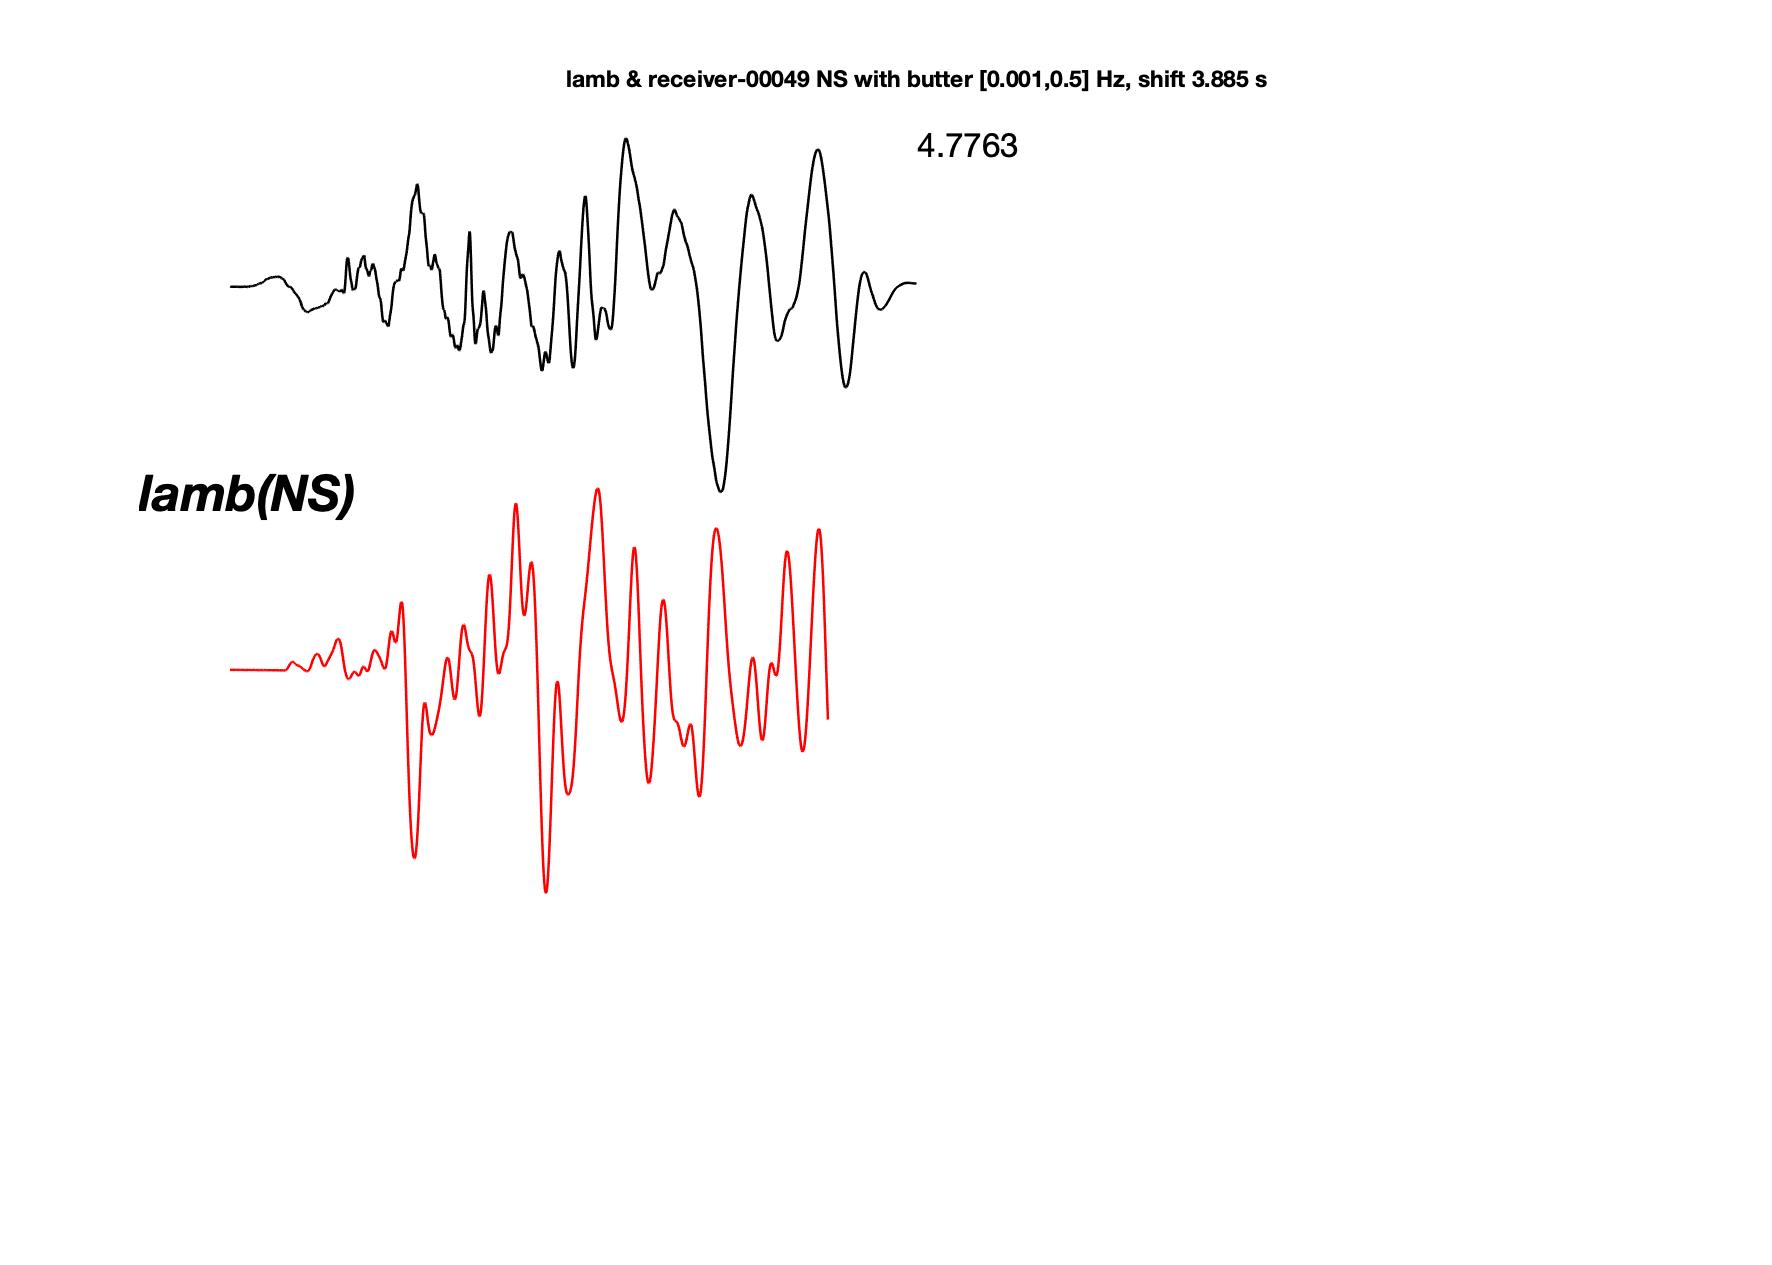 lamb & receiver-00049 NS with butter [0.001,0.5] Hz, shift 3.885 s
4.7763
lamb(NS)